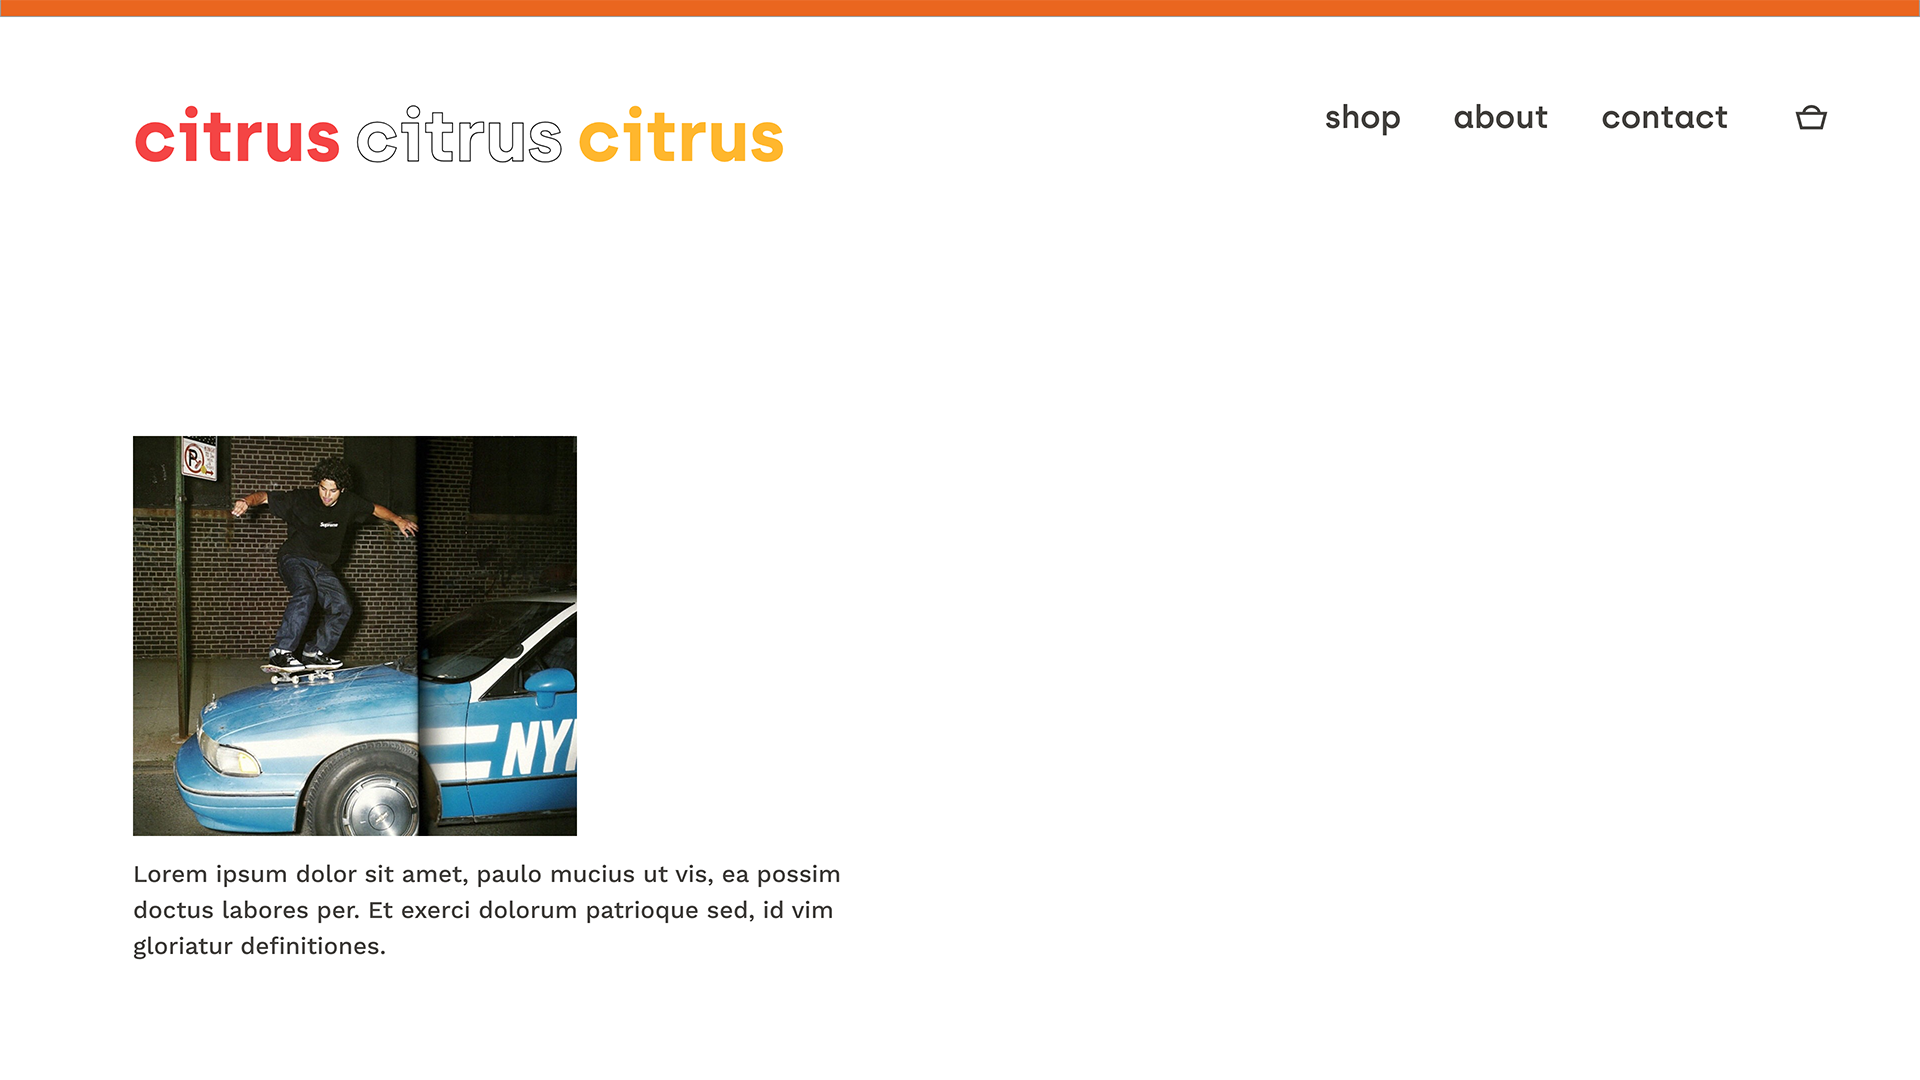 citrus citrus citrus
shop about contact
P
Supreme
NY
Lorem ipsum dolor sit amet, paulo mucius ut vis, ea possim
doctus labores per. Et exerci dolorum patrioque sed, id vim
gloriatur definitiones.